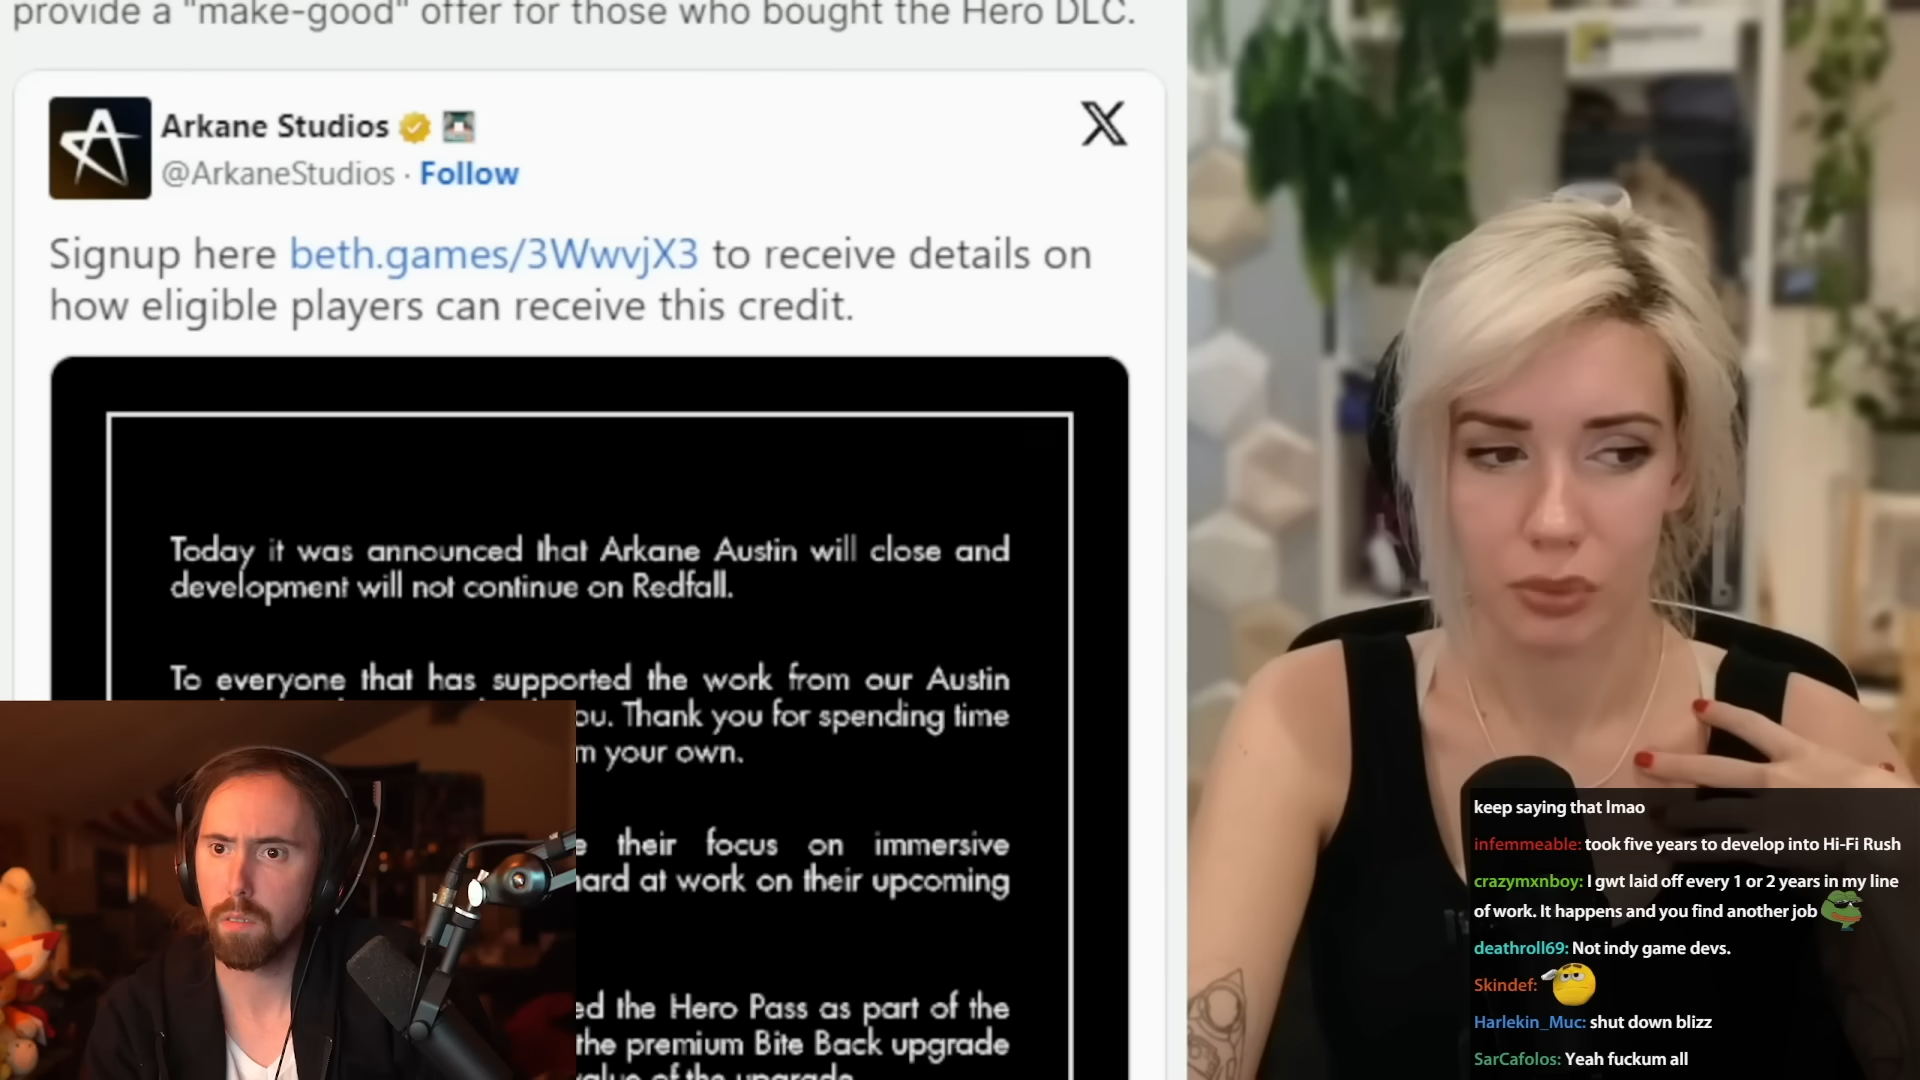 provide a "make-good" offer for those who bought the Hero DLC.
Arkane Studios
@ArkaneStudios · Follow
Signup here beth.games/3WwvjX3 to receive details on
how eligible players can receive this credit.
Today it was announced that Arkane Austin will close and
development will not continue on Redfall.
To everyone that has supported the work from our Austin
ou. Thank you for spending time
m your own.
e their focus on immersive
hard at work on their upcoming
ed the Hero Pass as part of the
the premium Bite Back upgrade
value of the upgrade.
keep saying that lmao
infemmeable: took five years to develop into Hi-Fi Rush
crazymxnboy: I gwt laid off every 1 or 2 years in my line
of work. It happens and you find another job
deathroll69: Not indy game devs.
Skindef:
Harlekin_Muc: shut down blizz
SarCafolos: Yeah fuckum all